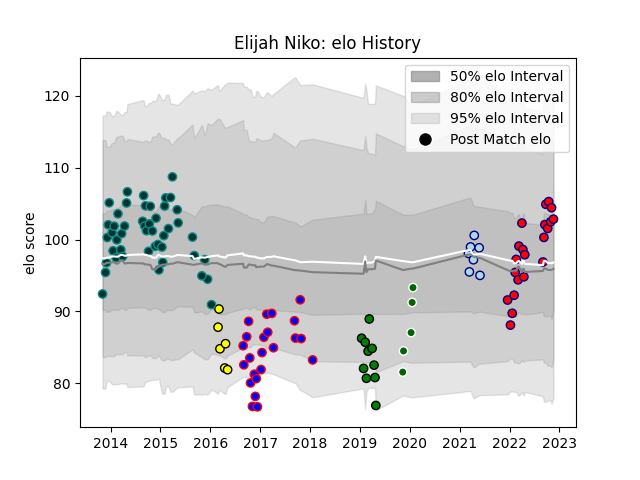 Elijah Niko: elo History
50% elo Interval
80% elo Interval
95% elo Interval
Post Match elo
elo score
120
110
100
90
80
2014 2015 2016 2017 2018 2019 2020 2021 2022 2023